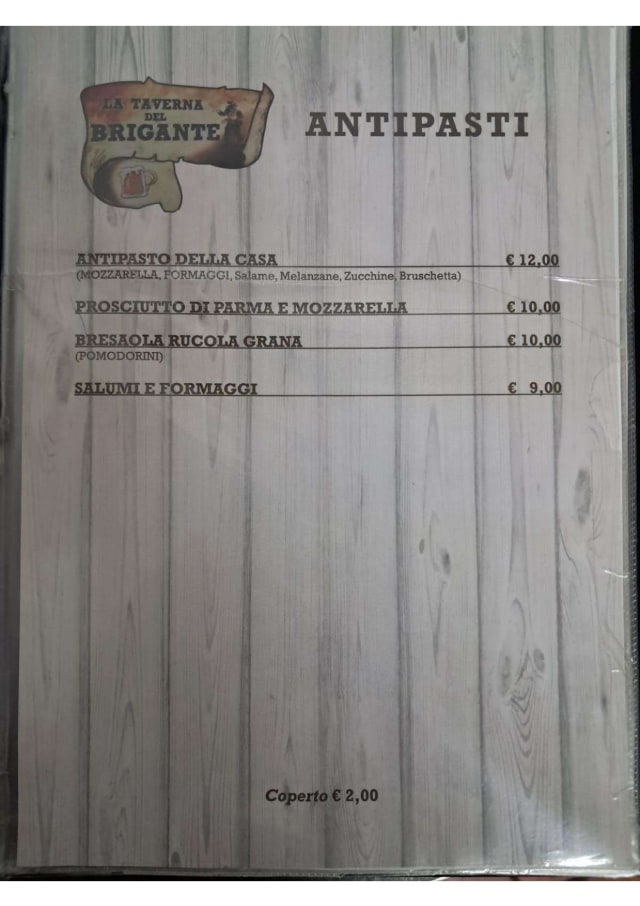 LA TAVERNA
DEL
BRIGANTE
ANTIPASTI
ANTIPASTO DELLA CASA € 12,00
(MOZZARELLA, FORMAGGI, Salame, Melanzane, Zucchine, Bruschetta)
PROSCIUTTO DI PARMA E MOZZARELLA € 10,00
BRESAOLA RUCOLA GRANA € 10,00
(POMODORINI)
SALUMI E FORMAGGI € 9,00
Coperto € 2,00